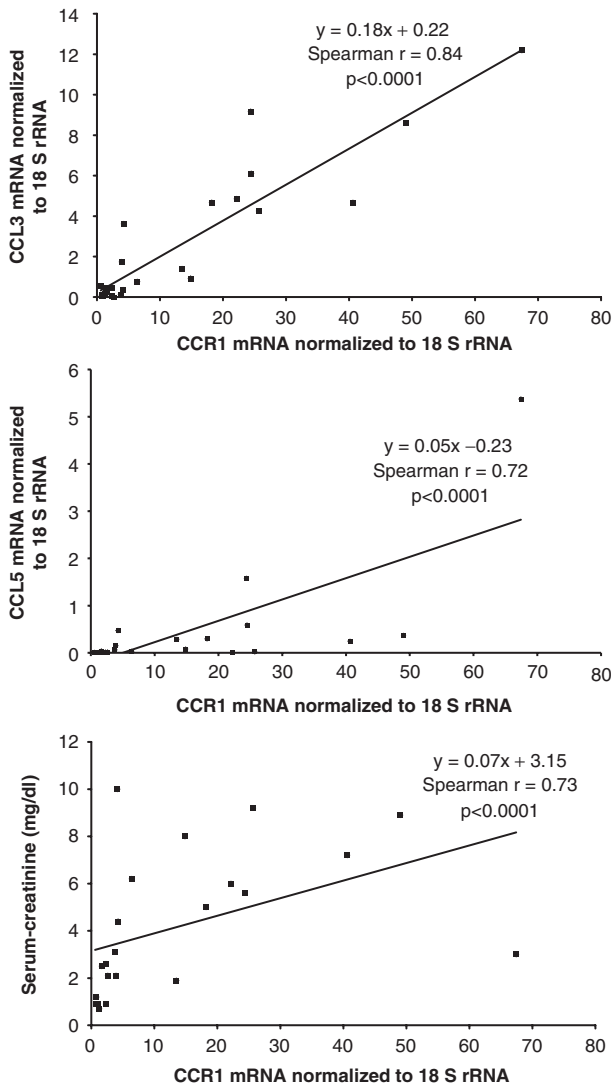 14
12
10
8
6
4
2
0
CCL3 mRNA normalized
to 18 S rRNA
y = 0.18x + 0.22
Spearman r = 0.84
p<0.0001
0 10 20 30 40 50 60 70 80
CCR1 mRNA normalized to 18 S rRNA
6
5
4
3
2
1
0
CCL5 mRNA normalized
to 18 S rRNA
y = 0.05x –0.23
Spearman r = 0.72
p<0.0001
0 10 20 30 40 50 60 70 80
CCR1 mRNA normalized to 18 S rRNA
12
10
8
6
4
2
0
Serum-creatinine (mg/dl)
y = 0.07x + 3.15
Spearman r = 0.73
p<0.0001
0 10 20 30 40 50 60 70 80
CCR1 mRNA normalized to 18 S rRNA